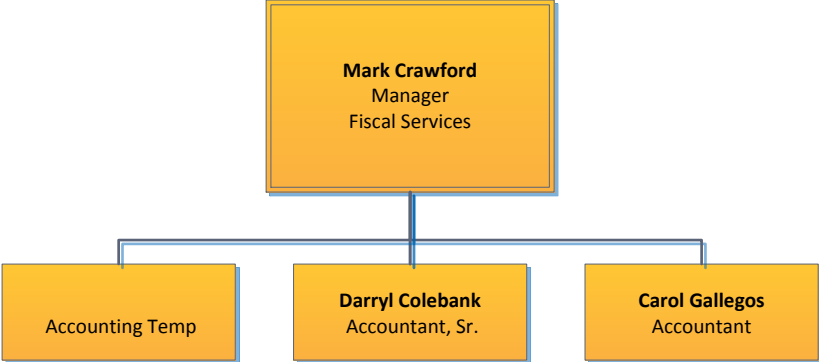 Mark Crawford
Manager
Fiscal Services
Accounting Temp
Darryl Colebank
Accountant, Sr.
Carol Gallegos
Accountant